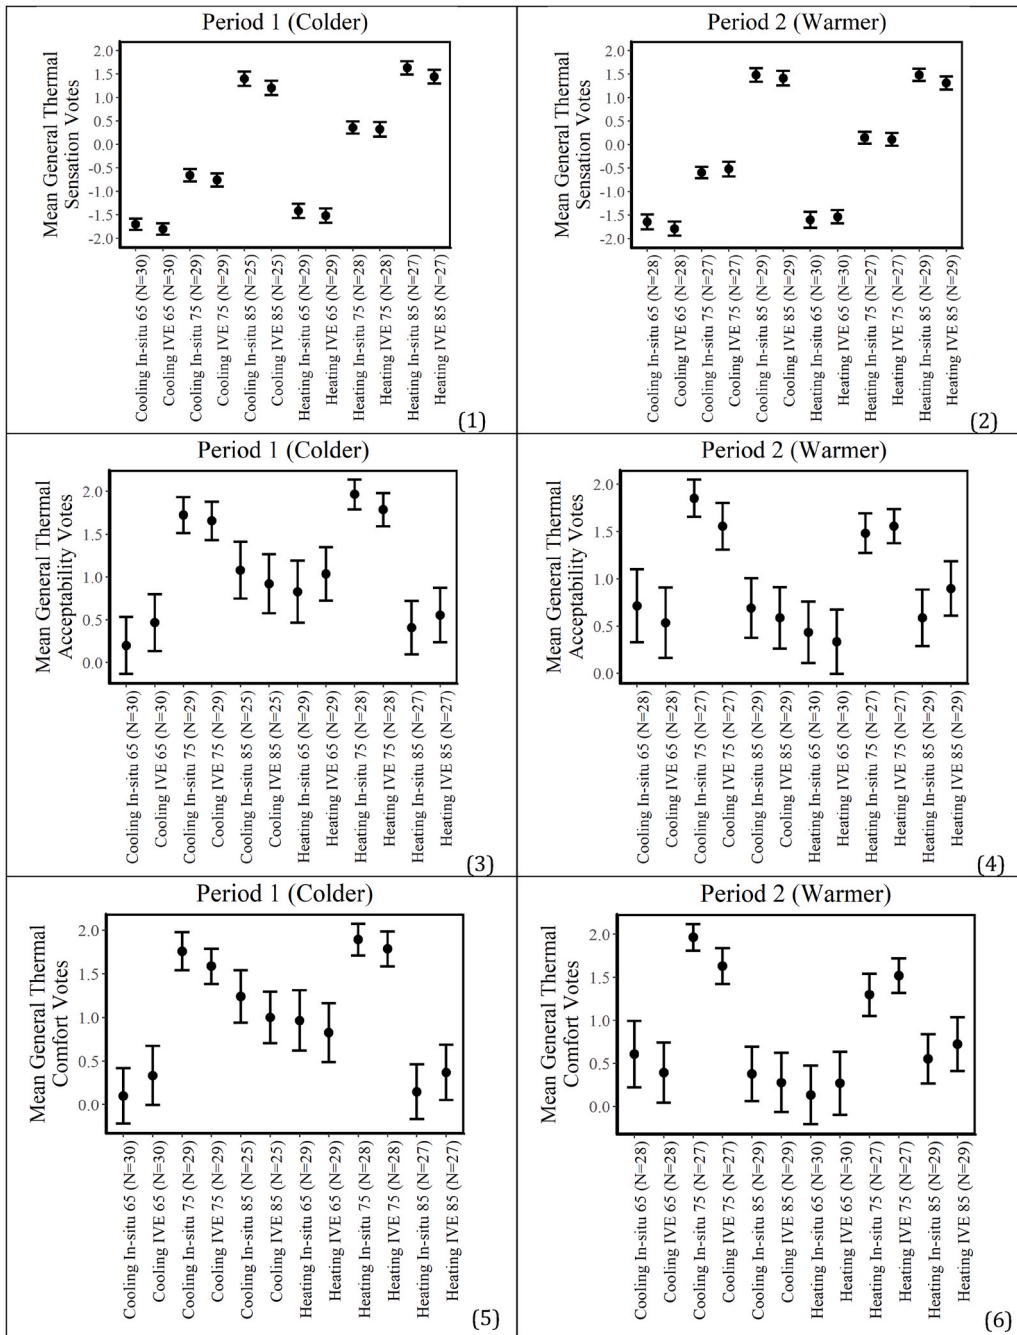 Period 1 (Colder)
Mean General Thermal
Sensation Votes
2.0
1.5
1.0
0.5
0.0
-0.5
-1.0
-1.5
-2.0
Cooling In-situ 65 (N=30)
Cooling IVE 65 (N=30)
Cooling In-situ 75 (N=29)
Cooling IVE 75 (N=29)
Cooling In-situ 85 (N=25)
Cooling IVE 85 (N=25)
Heating In-situ 65 (N=29)
Heating IVE 65 (N=29)
Heating In-situ 75 (N=28)
Heating IVE 75 (N=28)
Heating In-situ 85 (N=27)
Heating IVE 85 (N=27)
(1)
Period 2 (Warmer)
Mean General Thermal
Sensation Votes
2.0
1.5
1.0
0.5
0.0
-0.5
-1.0
-1.5
-2.0
Cooling In-situ 65 (N=28)
Cooling IVE 65 (N=28)
Cooling In-situ 75 (N=27)
Cooling IVE 75 (N=27)
Cooling In-situ 85 (N=29)
Cooling IVE 85 (N=29)
Heating In-situ 65 (N=30)
Heating IVE 65 (N=30)
Heating In-situ 75 (N=27)
Heating IVE 75 (N=27)
Heating In-situ 85 (N=29)
Heating IVE 85 (N=29)
(2)
Period 1 (Colder)
Mean General Thermal
Acceptability Votes
2.0
1.5
1.0
0.5
0.0
Cooling In-situ 65 (N=30)
Cooling IVE 65 (N=30)
Cooling In-situ 75 (N=29)
Cooling IVE 75 (N=29)
Cooling In-situ 85 (N=25)
Cooling IVE 85 (N=25)
Heating In-situ 65 (N=29)
Heating IVE 65 (N=29)
Heating In-situ 75 (N=28)
Heating IVE 75 (N=28)
Heating In-situ 85 (N=27)
Heating IVE 85 (N=27)
(3)
Period 2 (Warmer)
Mean General Thermal
Acceptability Votes
2.0
1.5
1.0
0.5
0.0
Cooling In-situ 65 (N=28)
Cooling IVE 65 (N=28)
Cooling In-situ 75 (N=27)
Cooling IVE 75 (N=27)
Cooling In-situ 85 (N=29)
Cooling IVE 85 (N=29)
Heating In-situ 65 (N=30)
Heating IVE 65 (N=30)
Heating In-situ 75 (N=27)
Heating IVE 75 (N=27)
Heating In-situ 85 (N=29)
Heating IVE 85 (N=29)
(4)
Period 1 (Colder)
Mean General Thermal
Comfort Votes
2.0
1.5
1.0
0.5
0.0
Cooling In-situ 65 (N=30)
Cooling IVE 65 (N=30)
Cooling In-situ 75 (N=29)
Cooling IVE 75 (N=29)
Cooling In-situ 85 (N=25)
Cooling IVE 85 (N=25)
Heating In-situ 65 (N=29)
Heating IVE 65 (N=29)
Heating In-situ 75 (N=28)
Heating IVE 75 (N=28)
Heating In-situ 85 (N=27)
Heating IVE 85 (N=27)
(5)
Period 2 (Warmer)
Mean General Thermal
Comfort Votes
2.0
1.5
1.0
0.5
0.0
Cooling In-situ 65 (N=28)
Cooling IVE 65 (N=28)
Cooling In-situ 75 (N=27)
Cooling IVE 75 (N=27)
Cooling In-situ 85 (N=29)
Cooling IVE 85 (N=29)
Heating In-situ 65 (N=30)
Heating IVE 65 (N=30)
Heating In-situ 75 (N=27)
Heating IVE 75 (N=27)
Heating In-situ 85 (N=29)
Heating IVE 85 (N=29)
(6)